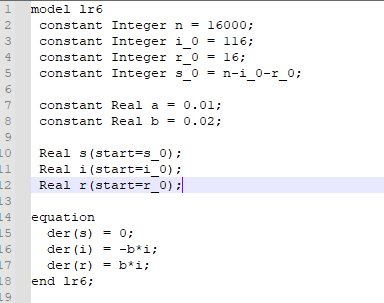 1 model lr6
2 constant Integer n = 16000;
3 constant Integer i_0 = 116;
4 constant Integer r_0 = 16;
5 constant Integer s_0 = n-i_0-r_0;
6
7 constant Real a = 0.01;
8 constant Real b = 0.02;
9
10 Real s(start=s_0);
11 Real i(start=i_0);
12 Real r(start=r_0);
13
14 equation
15 der(s) = 0;
16 der(i) = -b*i;
17 der(r) = b*i;
18 end lr6;
19